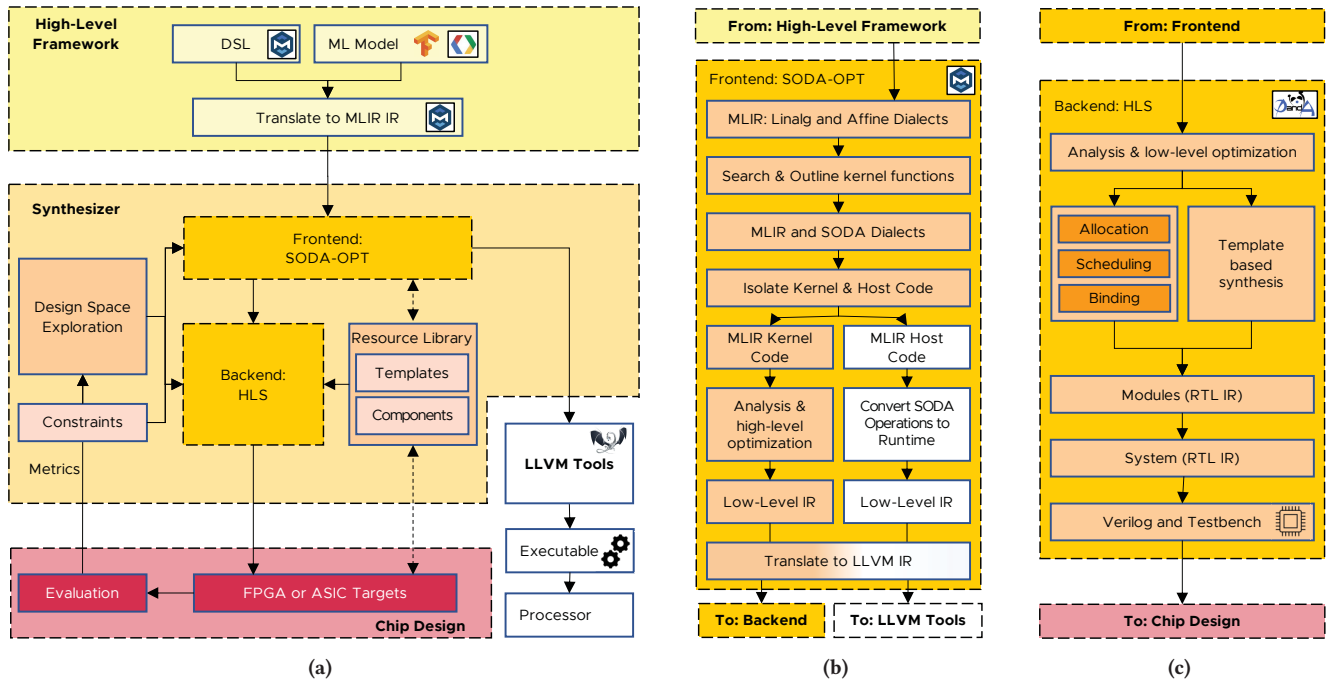 High-Level
Framework
DSL
ML Model
Translate to MLIR IR
Synthesizer
Frontend:
SODA-OPT
Design Space
Exploration
Backend:
HLS
Resource Library
Templates
Components
Constraints
Metrics
LLVM Tools
Executable
Processor
Evaluation
FPGA or ASIC Targets
Chip Design
(a)
From: High-Level Framework
Frontend: SODA-OPT
MLIR: Linalg and Affine Dialects
Search & Outline kernel functions
MLIR and SODA Dialects
Isolate Kernel & Host Code
MLIR Kernel
Code
MLIR Host
Code
Analysis &
high-level
optimization
Convert SODA
Operations to
Runtime
Low-Level IR
Low-Level IR
Translate to LLVM IR
To: Backend
To: LLVM Tools
(b)
From: Frontend
Backend: HLS
PandA
Analysis & low-level optimization
Allocation
Scheduling
Binding
Template
based
synthesis
Modules (RTL IR)
System (RTL IR)
Verilog and Testbench
To: Chip Design
(c)